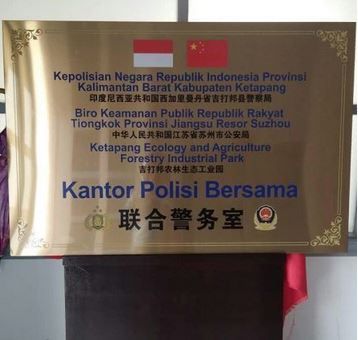 Kepolisian Negara Republik Indonesia Provinsi
Kalimantan Barat Kabupaten Ketapang
印度尼西亚共和国西加里曼丹省吉打邦县警察局
Biro Keamanan Publik Republik Rakyat
Tiongkok Provinsi Jiangsu Resor Suzhou
中华人民共和国江苏省苏州市公安局
Ketapang Ecology and Agriculture
Forestry Industrial Park
吉打邦农林生态工业园
Kantor Polisi Bersama
联合警务室